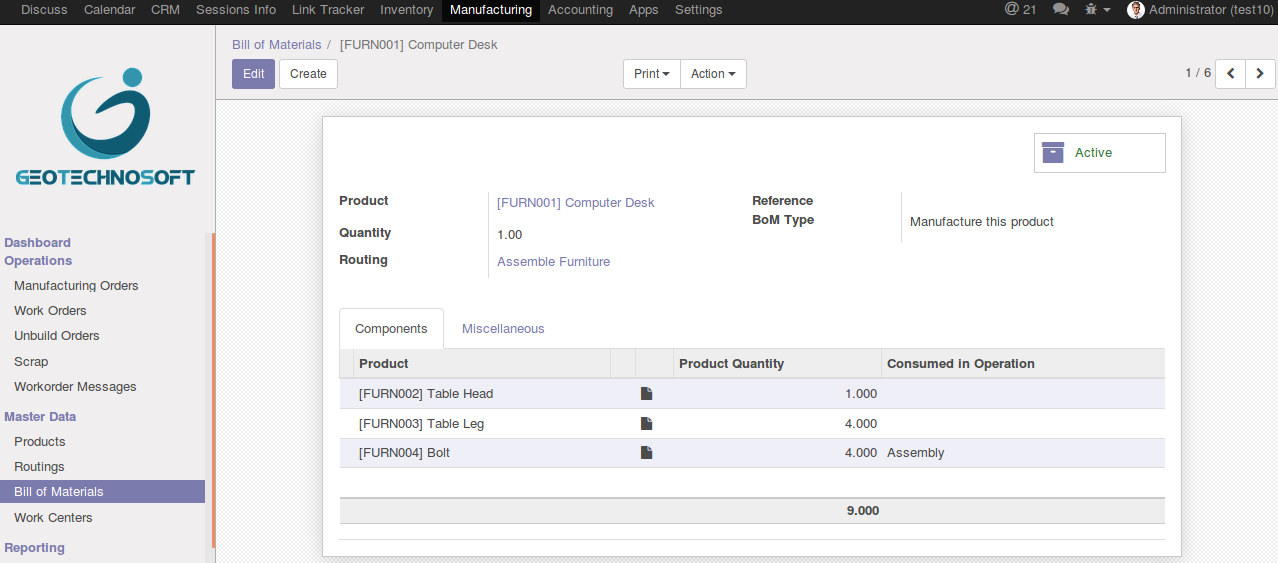 Discuss Calendar CRM Sessions Info Link Tracker Inventory Manufacturing Accounting Apps Settings @ 21 Administrator (test10)
Bill of Materials / [FURN001] Computer Desk
Edit Create Print Action 1 / 6
GEOTECHNOSOFT
Dashboard
Operations
Manufacturing Orders
Work Orders
Unbuild Orders
Scrap
Workorder Messages
Master Data
Products
Routings
Bill of Materials
Work Centers
Reporting
Active
Product [FURN001] Computer Desk
Quantity 1.00
Routing Assemble Furniture
Reference
BoM Type Manufacture this product
Components Miscellaneous
Product Product Quantity Consumed in Operation
[FURN002] Table Head 1.000
[FURN003] Table Leg 4.000
[FURN004] Bolt 4.000 Assembly
9.000